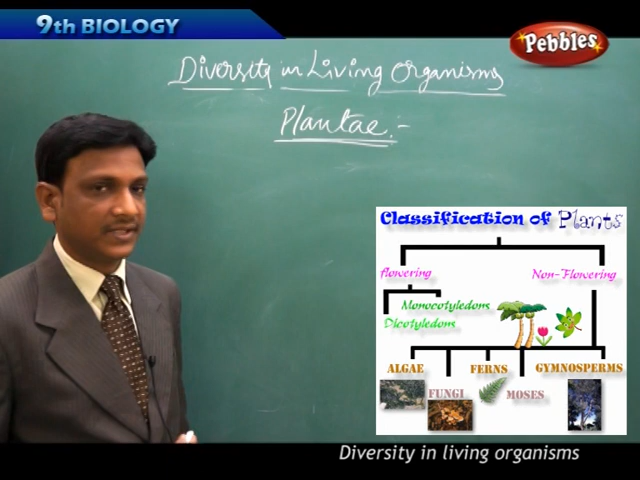 9th BIOLOGY
Pebbles
Diversity in Living Organisms
Plantae:-
Classification of Plants
flowering
Non-Flowering
Monocotyledons
Dicotyledons
ALGAE
FERNS
GYMNOSPERMS
FUNGI
MOSES
Diversity in living organisms